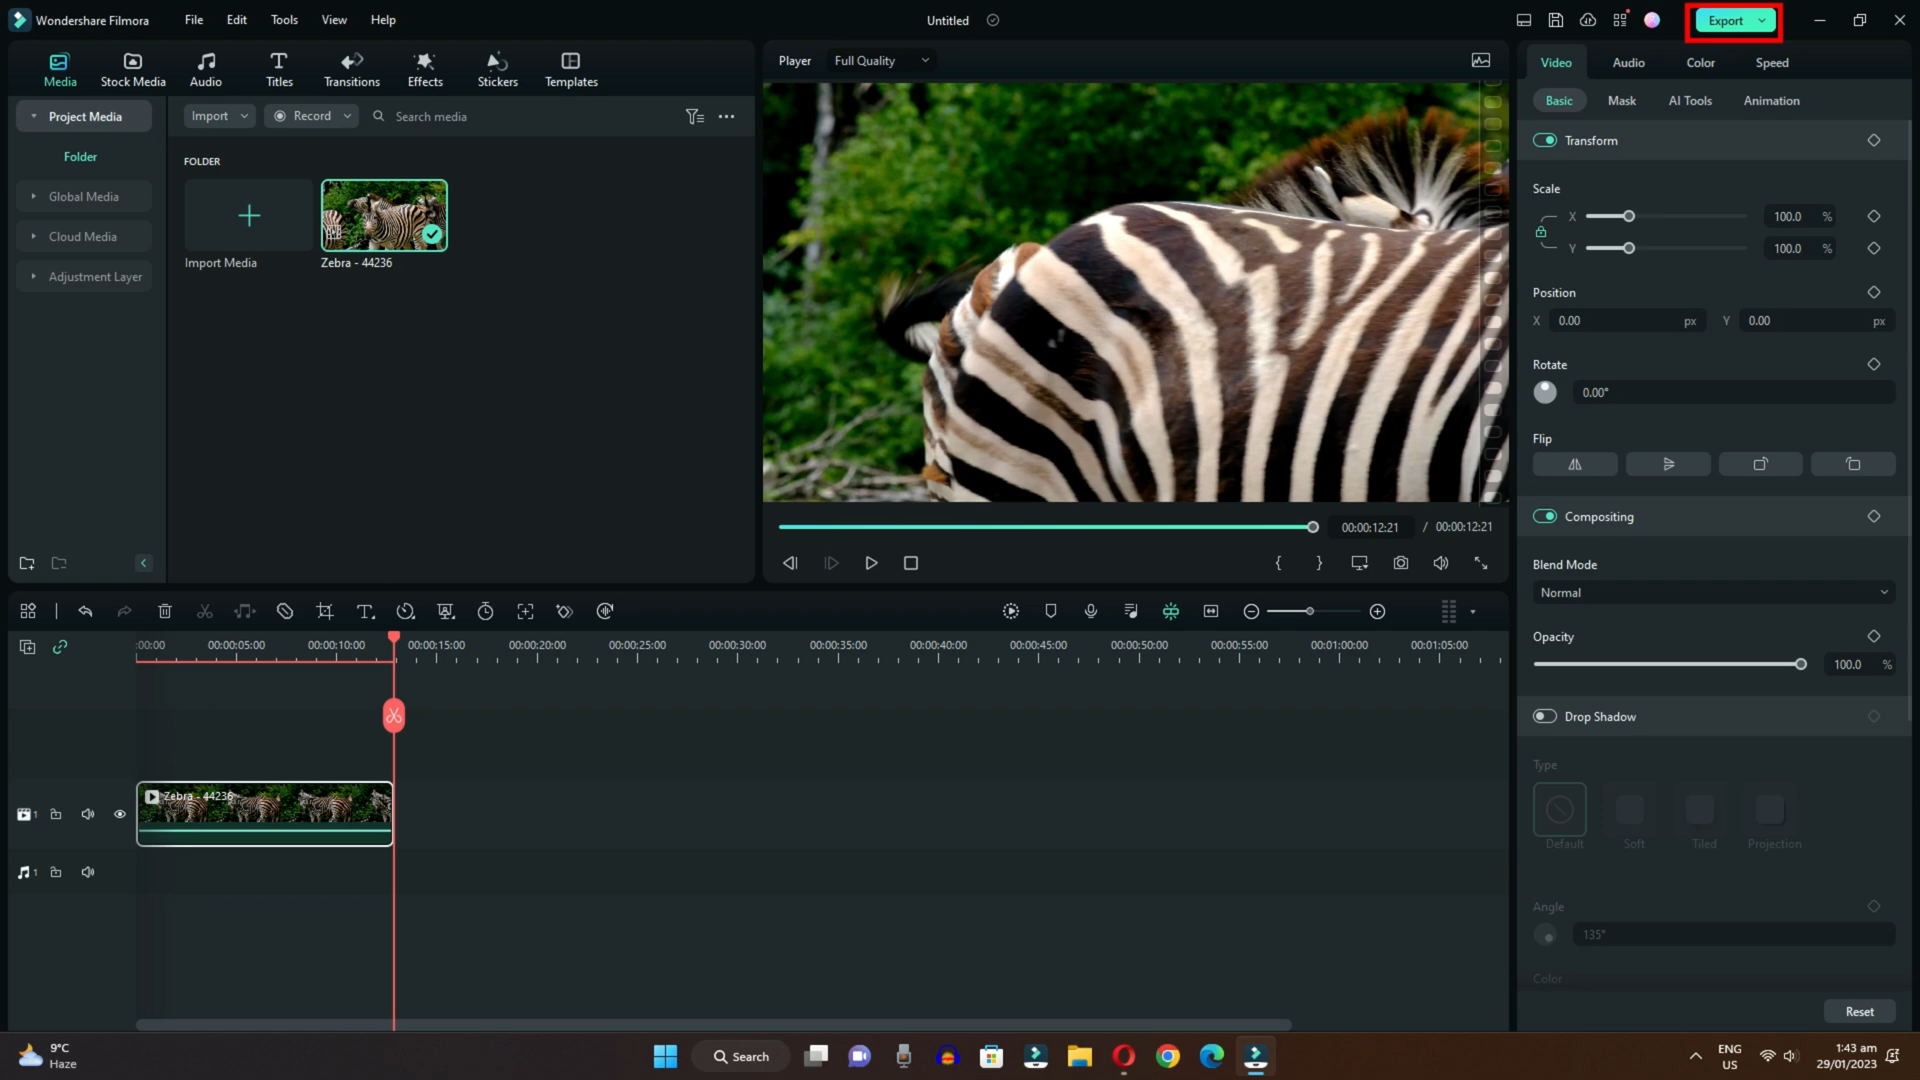 Wondershare Filmora
File Edit Tools View Help
Untitled
Export
Media
Stock Media
Audio
Titles
Transitions
Effects
Stickers
Templates
Project Media
Folder
Global Media
Cloud Media
Adjustment Layer
Import
Record
Search media
FOLDER
Import Media
Zebra - 44236
Player
Full Quality
00:00:12:21 / 00:00:12:21
Video Audio Color Speed
Basic Mask AI Tools Animation
Transform
Scale
X 100.0 %
Y 100.0 %
Position
X 0.00 px Y 0.00 px
Rotate
0.00°
Flip
Compositing
Blend Mode
Normal
Opacity
100.0 %
Drop Shadow
Type
Default Soft Tiled Projection
Angle
135°
Color
Reset
:00:00 00:00:05:00 00:00:10:00 00:00:15:00 00:00:20:00 00:00:25:00 00:00:30:00 00:00:35:00 00:00:40:00 00:00:45:00 00:00:50:00 00:00:55:00 00:01:00:00 00:01:05:00
Zebra - 44236
1
1
9°C
Haze
Search
ENG
US
1:43 am
29/01/2023